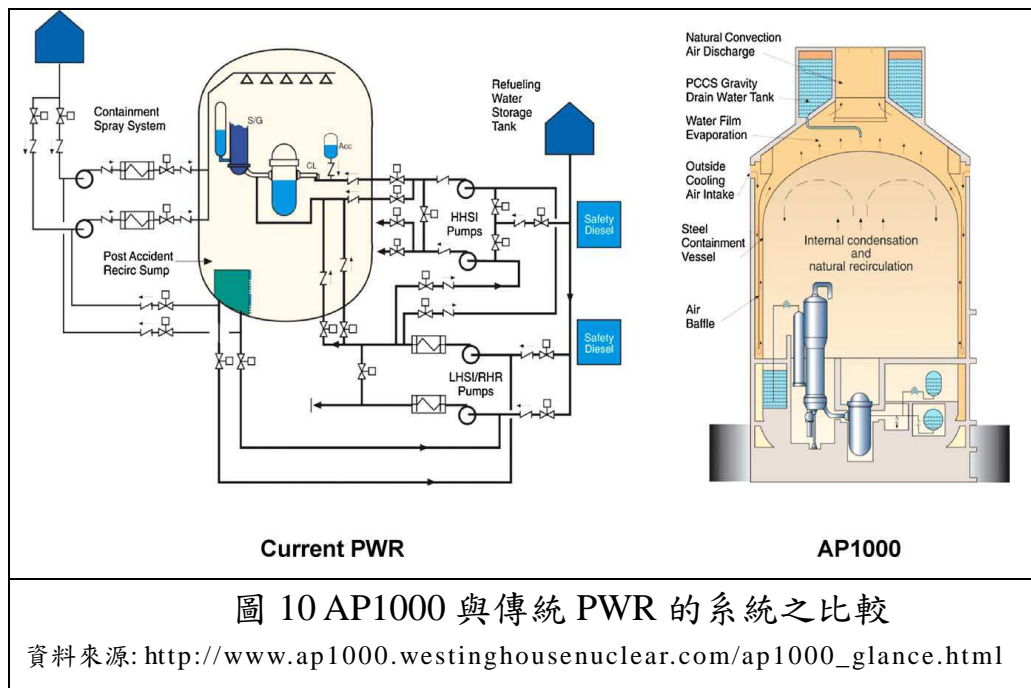 Containment
Spray System
S/G
Acc
CL
Refueling
Water
Storage
Tank
HHSI
Pumps
Safety
Diesel
Post Accident
Recirc Sump
Safety
Diesel
LHSI/RHR
Pumps
Current PWR
Natural Convection
Air Discharge
PCCS Gravity
Drain Water Tank
Water Film
Evaporation
Outside
Cooling
Air Intake
Steel
Containment
Vessel
Internal condensation
and
natural recirculation
Air
Baffle
AP1000
圖 10 AP1000 與傳統 PWR 的系統之比較
資料來源: http://www.ap1000.westinghousenuclear.com/ap1000_glance.html